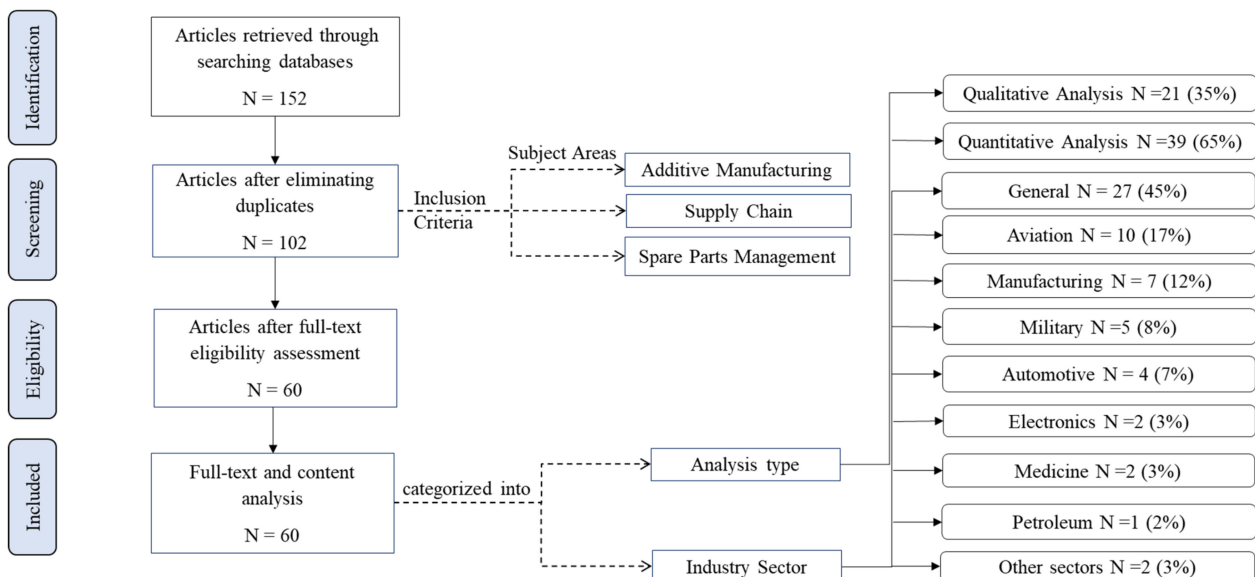 Identification
Articles retrieved through
searching databases
N = 152
Screening
Articles after eliminating
duplicates
N = 102
Inclusion
Criteria
Subject Areas
Additive Manufacturing
Supply Chain
Spare Parts Management
Eligibility
Articles after full-text
eligibility assessment
N = 60
Included
Full-text and content
analysis
N = 60
categorized into
Analysis type
Industry Sector
Qualitative Analysis N =21 (35%)
Quantitative Analysis N =39 (65%)
General N = 27 (45%)
Aviation N = 10 (17%)
Manufacturing N = 7 (12%)
Military N =5 (8%)
Automotive N = 4 (7%)
Electronics N =2 (3%)
Medicine N =2 (3%)
Petroleum N =1 (2%)
Other sectors N =2 (3%)